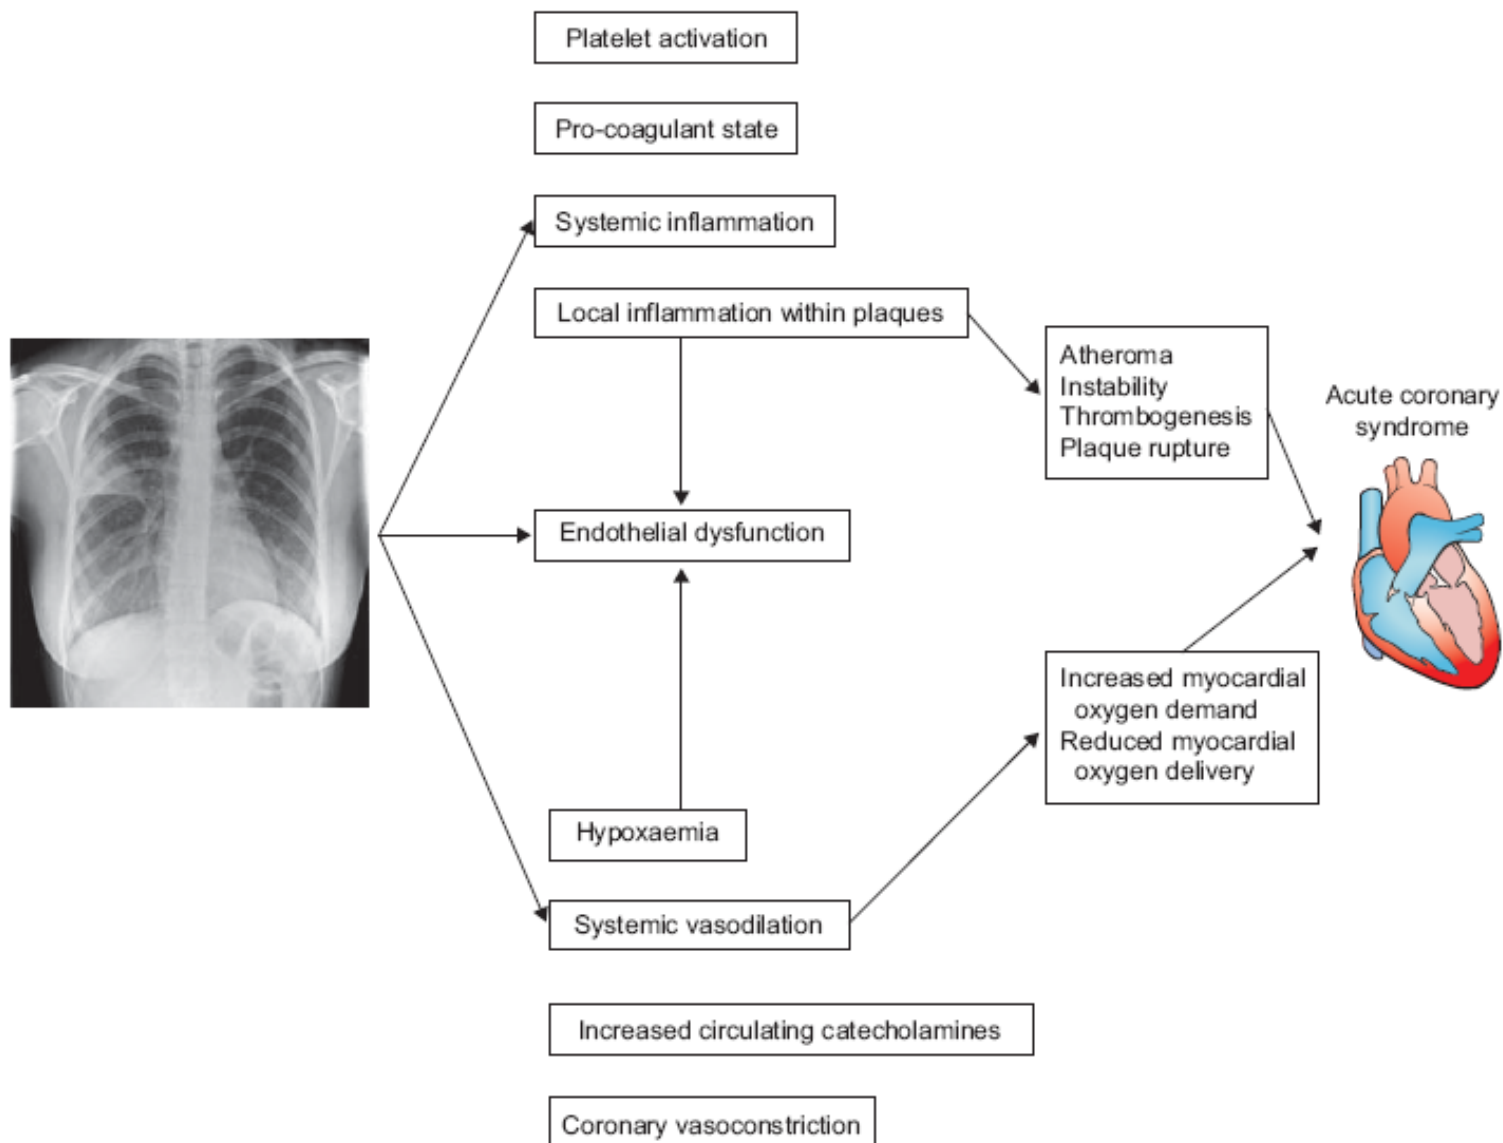 Platelet activation
Pro-coagulant state
Systemic inflammation
Local inflammation within plaques
Atheroma
Instability
Thrombogenesis
Plaque rupture
Acute coronary
syndrome
Endothelial dysfunction
Increased myocardial
oxygen demand
Reduced myocardial
oxygen delivery
Hypoxaemia
Systemic vasodilation
Increased circulating catecholamines
Coronary vasoconstriction